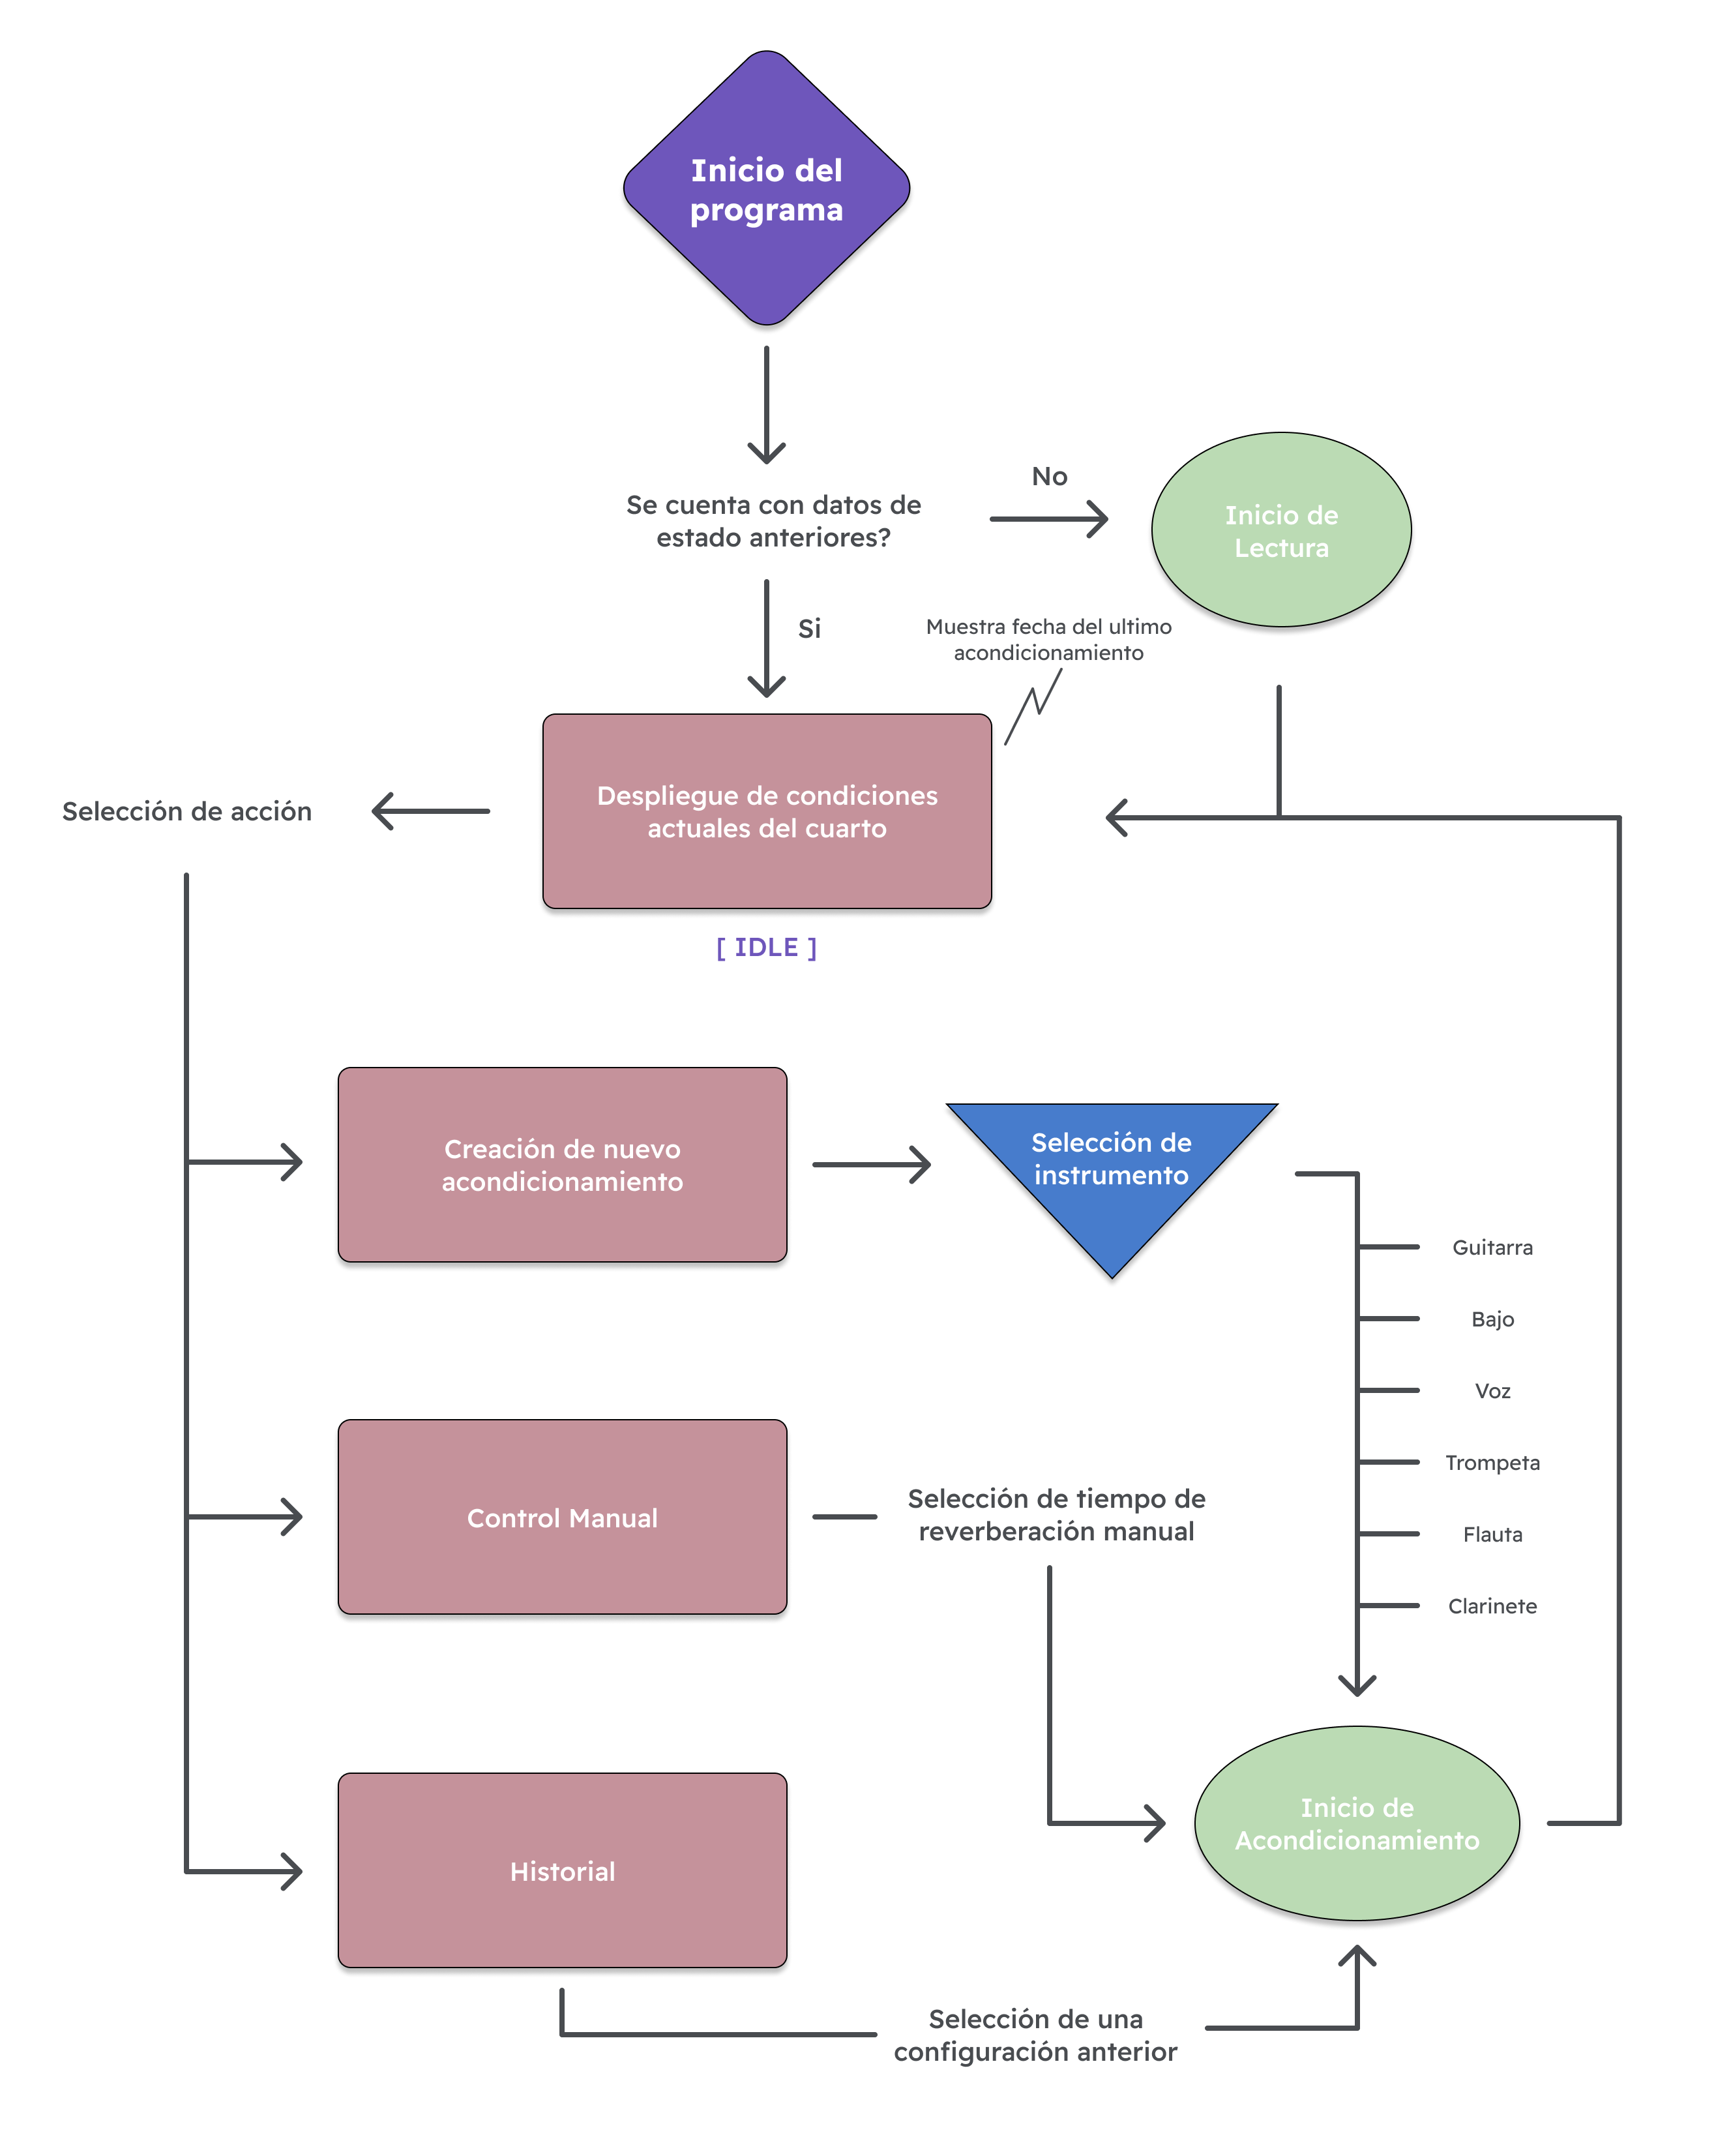 Inicio del
programa
Se cuenta con datos de
estado anteriores?
No
Inicio de
Lectura
Si
Muestra fecha del ultimo
acondicionamiento
Despliegue de condiciones
actuales del cuarto
Selección de acción
[ IDLE ]
Creación de nuevo
acondicionamiento
Selección de
instrumento
Guitarra
Bajo
Voz
Trompeta
Flauta
Clarinete
Control Manual
Selección de tiempo de
reverberación manual
Inicio de
Acondicionamiento
Historial
Selección de una
configuración anterior